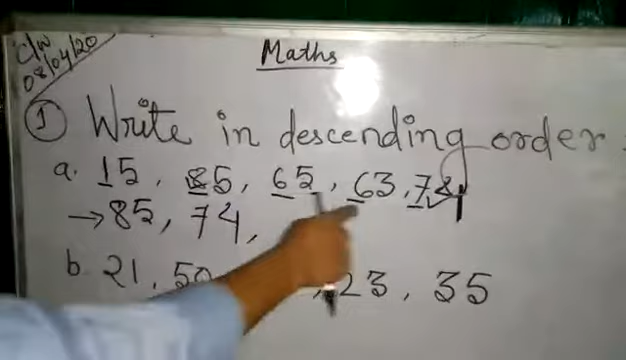 C/W
08/04/20
Maths
1 Write in descending order:
a. 15, 85, 65, 63, 74
→ 85, 74,
b. 21, 50, 23, 35